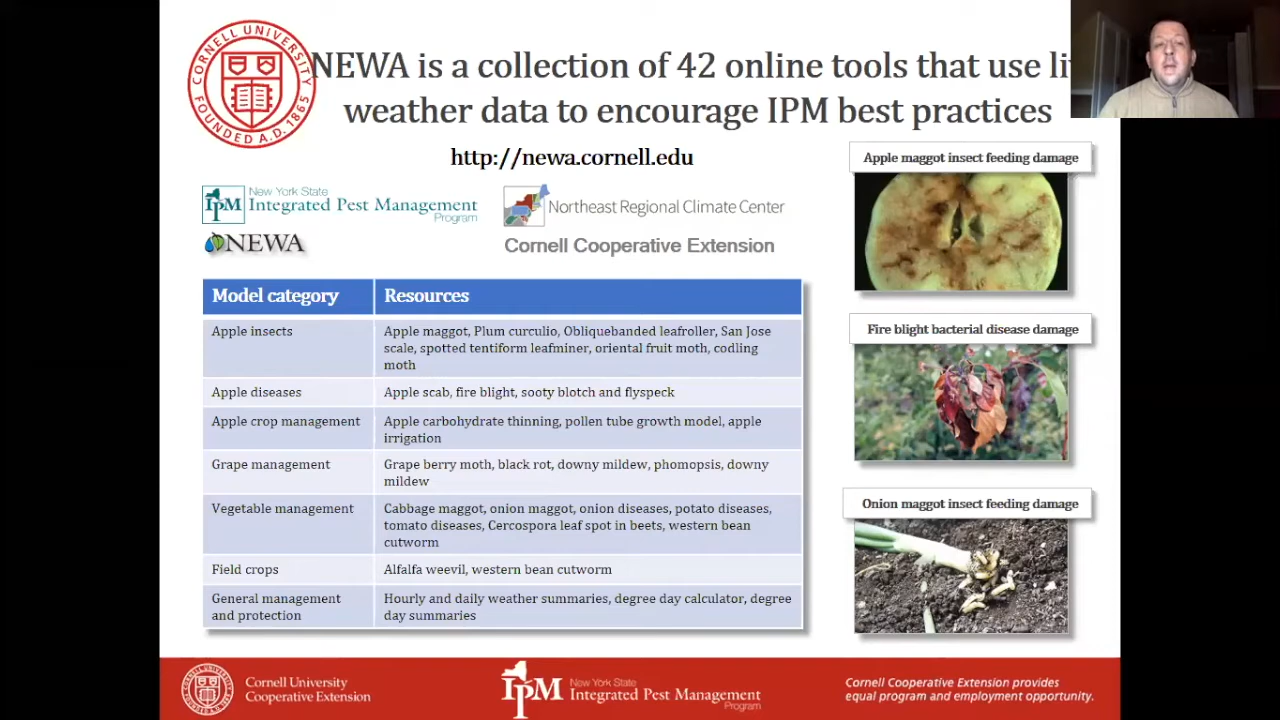 CORNELL UNIVERSITY
FOUNDED A.D. 1865
NEWA is a collection of 42 online tools that use li
weather data to encourage IPM best practices
http://newa.cornell.edu
New York State
IPM Integrated Pest Management
Program
NEWA
Northeast Regional Climate Center
Cornell Cooperative Extension
Apple maggot insect feeding damage
Fire blight bacterial disease damage
Onion maggot insect feeding damage
Model category Resources
Apple insects Apple maggot, Plum curculio, Obliquebanded leafroller, San Jose
scale, spotted tentiform leafminer, oriental fruit moth, codling
moth
Apple diseases Apple scab, fire blight, sooty blotch and flyspeck
Apple crop management Apple carbohydrate thinning, pollen tube growth model, apple
irrigation
Grape management Grape berry moth, black rot, downy mildew, phomopsis, downy
mildew
Vegetable management Cabbage maggot, onion maggot, onion diseases, potato diseases,
tomato diseases, Cercospora leaf spot in beets, western bean
cutworm
Field crops Alfalfa weevil, western bean cutworm
General management Hourly and daily weather summaries, degree day calculator, degree
and protection day summaries
Cornell University
Cooperative Extension
New York State
IPM Integrated Pest Management
Program
Cornell Cooperative Extension provides
equal program and employment opportunity.